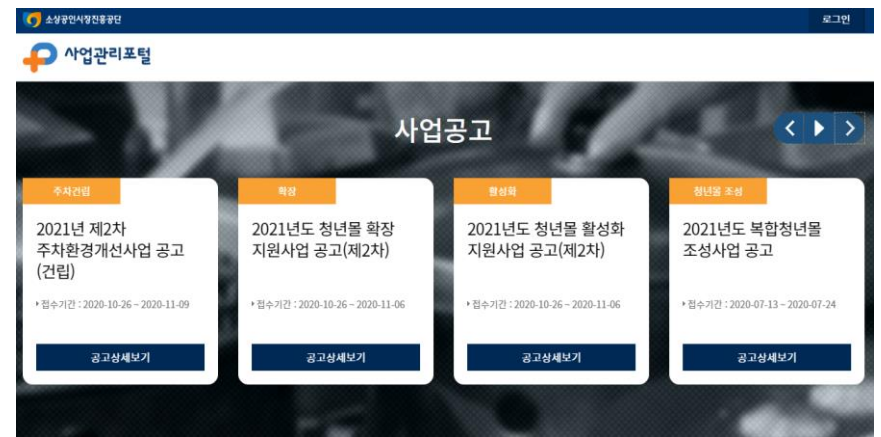 소상공인시장진흥공단
로그인
사업관리포털
사업공고
주차건립
2021년 제2차
주차환경개선사업 공고
(건립)
접수기간 : 2020-10-26 ~ 2020-11-09
공고상세보기
확장
2021년도 청년몰 확장
지원사업 공고(제2차)
접수기간 : 2020-10-26 ~ 2020-11-06
공고상세보기
활성화
2021년도 청년몰 활성화
지원사업 공고(제2차)
접수기간 : 2020-10-26 ~ 2020-11-06
공고상세보기
청년몰 조성
2021년도 복합청년몰
조성사업 공고
접수기간 : 2020-07-13 ~ 2020-07-24
공고상세보기